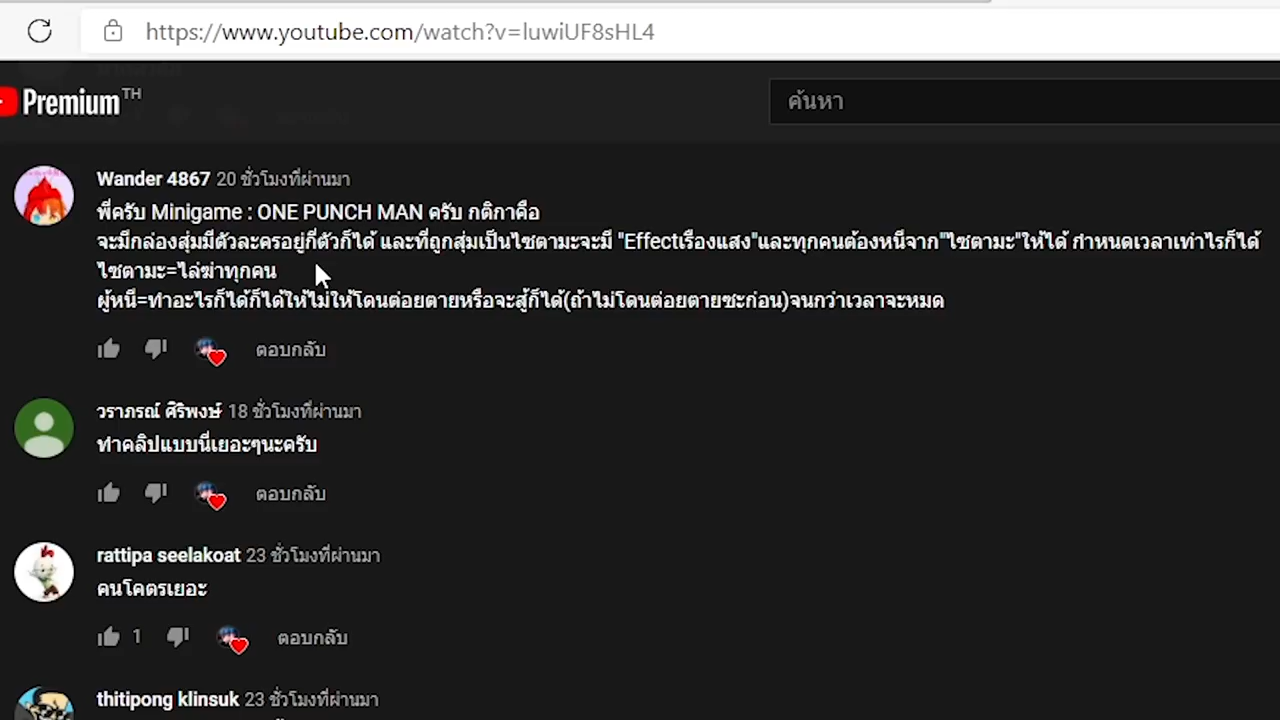 https://www.youtube.com/watch?v=luwiUF8sHL4
Premium TH
ค้นหา
Wander 4867 20 ชั่วโมงที่ผ่านมา
พี่ครับ Minigame : ONE PUNCH MAN ครับ กติกาคือ
จะมีกล่องสุ่มมีตัวละครอยู่กี่ตัวก็ได้ และที่ถูกสุ่มเป็นไซตามะจะมี "Effectเรื่องแสง"และทุกคนต้องหนีจาก"ไซตามะ"ให้ได้ กำหนดเวลาเท่าไรก็ได้
ไซตามะ=ไล่ฆ่าทุกคน
ผู้หนี=ทำอะไรก็ได้ก็ได้ให้ไม่ให้โดนต่อยตายหรือจะสู้ก็ได้(ถ้าไม่โดนต่อยตายซะก่อน)จนกว่าเวลาจะหมด
ตอบกลับ
วราภรณ์ ศิริพงษ์ 18 ชั่วโมงที่ผ่านมา
ทำคลิปแบบนี่เยอะๆนะครับ
ตอบกลับ
rattipa seelakoat 23 ชั่วโมงที่ผ่านมา
คนโคตรเยอะ
1 ตอบกลับ
thitipong klinsuk 23 ชั่วโมงที่ผ่านมา